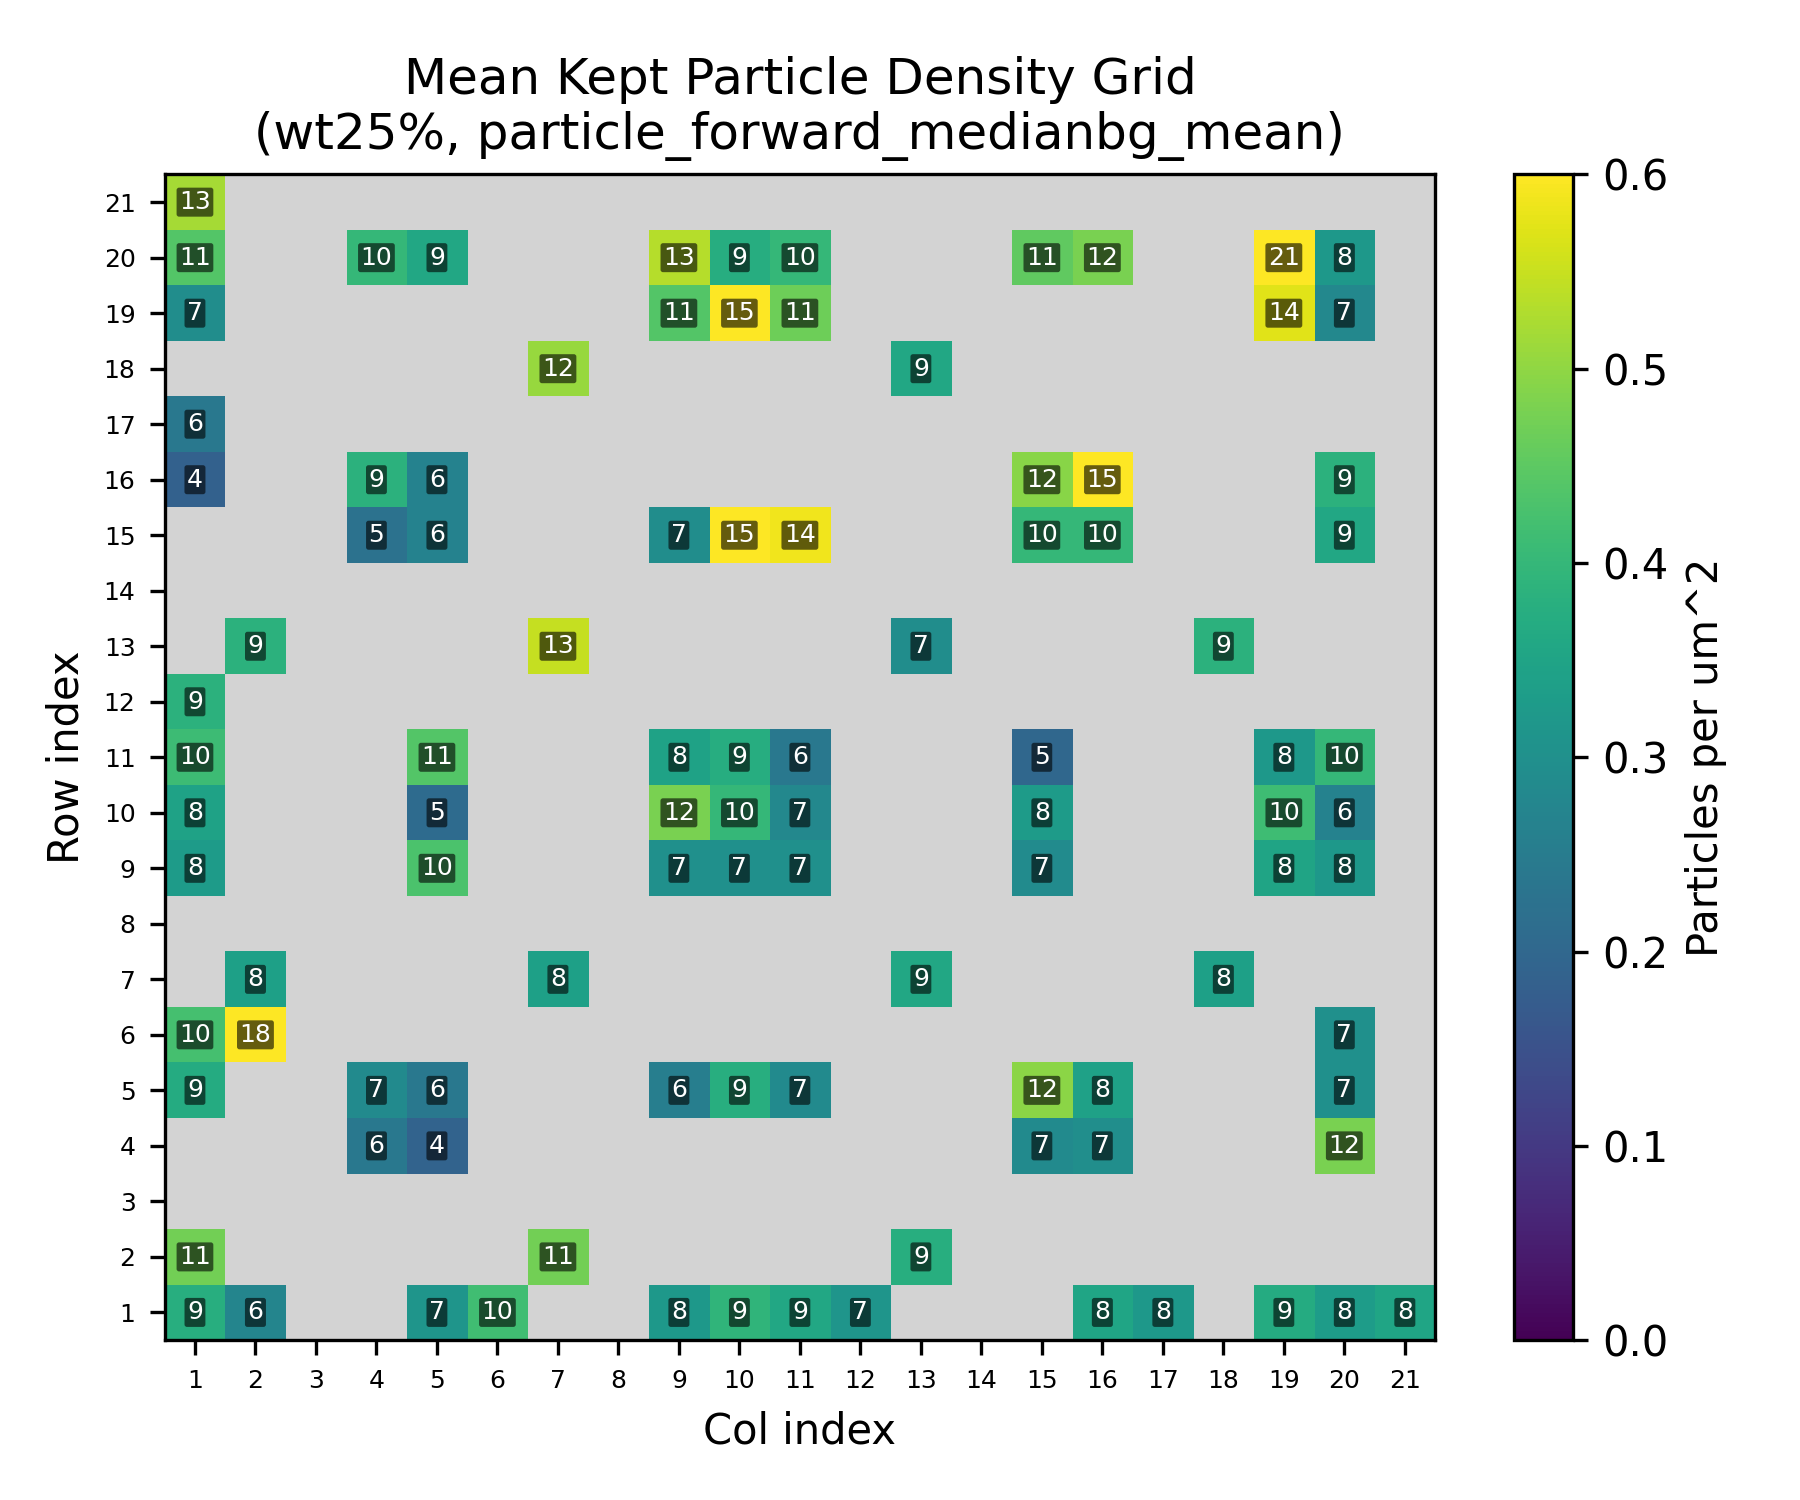 Mean Kept Particle Density Grid
(wt25%, particle_forward_medianbg_mean)
21 13
20 11 10 9 13 9 10 11 12 21 8
19 7 11 15 11 14 7
18 12 9
17 6
16 4 9 6 12 15 9
15 5 6 7 15 14 10 10 9
14
13 9 13 7 9
12 9
11 10 11 8 9 6 5 8 10
10 8 5 12 10 7 8 10 6
9 8 10 7 7 7 7 8 8
8
7 8 8 9 8
6 10 18 7
5 9 7 6 6 9 7 12 8 7
4 6 4 7 7 12
3
2 11 11 9
1 9 6 7 10 8 9 9 7 8 8 9 8 8
1 2 3 4 5 6 7 8 9 10 11 12 13 14 15 16 17 18 19 20 21
Col index
Row index
0.6
0.5
0.4
0.3
0.2
0.1
0.0
Particles per um^2